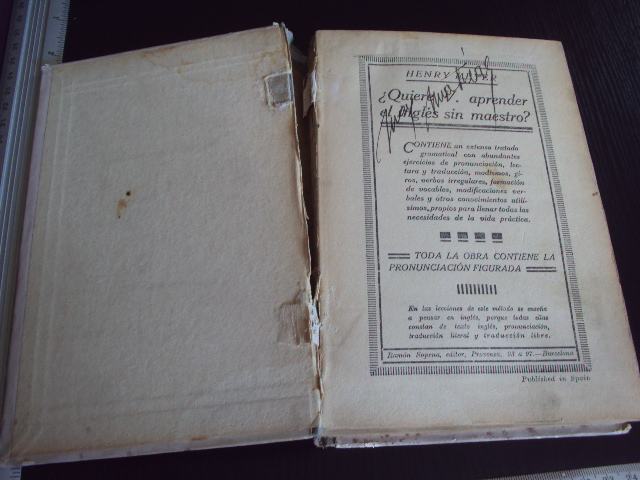 HENRY
¿Quiere aprender
el inglés sin maestro?
CONTIENE un extenso tratado
gramatical con abundantes
ejercicios de pronunciación, lec-
tura y traducción, modismos, gi-
ros, verbos irregulares, formación
de vocables, modificaciones ver-
bales y otros conocimientos utilí-
simos, propios para llenar todas las
necesidades de la vida práctica.
TODA LA OBRA CONTIENE LA
PRONUNCIACIÓN FIGURADA
En las lecciones de este método se enseña
a pensar en inglés, porque todas ellas
constan de texto inglés, pronunciación,
traducción literal y traducción libre.
Ramón Sopena, editor, Provenza, 93 a 97.—Barcelona
Published in Spain